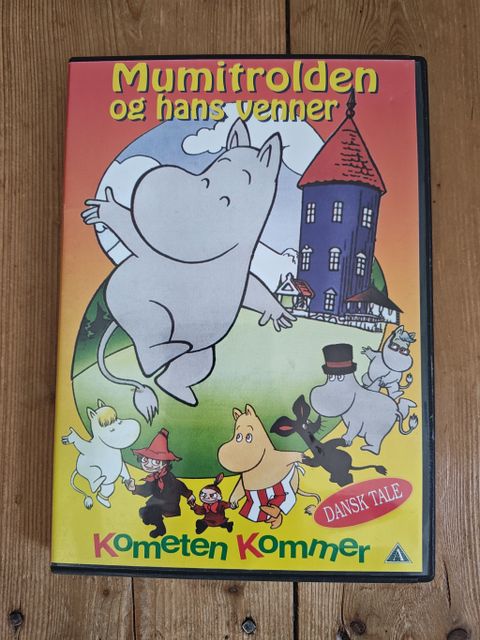 Mumitrolden
og hans venner
DANSK TALE
Kometen Kommer
A